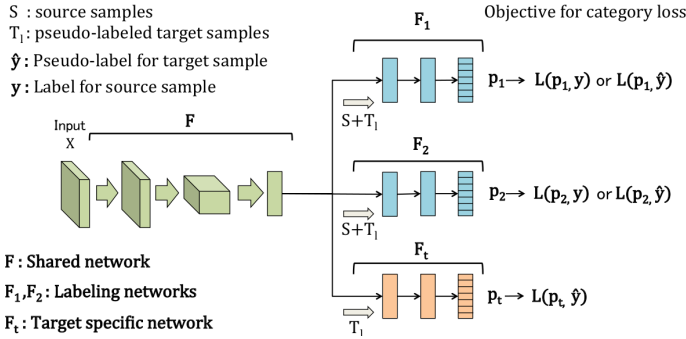 S : source samples
T_l : pseudo-labeled target samples
ŷ : Pseudo-label for target sample
y : Label for source sample
Input
X
F
F_1
Objective for category loss
S+T_l
p_1 → L(p_1, y) or L(p_1, ŷ)
F_2
S+T_l
p_2 → L(p_2, y) or L(p_2, ŷ)
F_t
T_l
p_t → L(p_t, ŷ)
F : Shared network
F_1,F_2 : Labeling networks
F_t : Target specific network